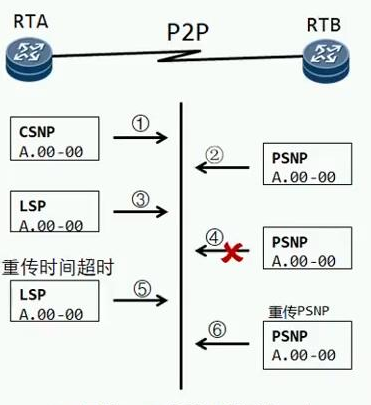 RTA
P2P
RTB
CSNP
A.00-00
①
②
PSNP
A.00-00
LSP
A.00-00
③
④
PSNP
A.00-00
重传时间超时
LSP
A.00-00
⑤
重传PSNP
⑥
PSNP
A.00-00